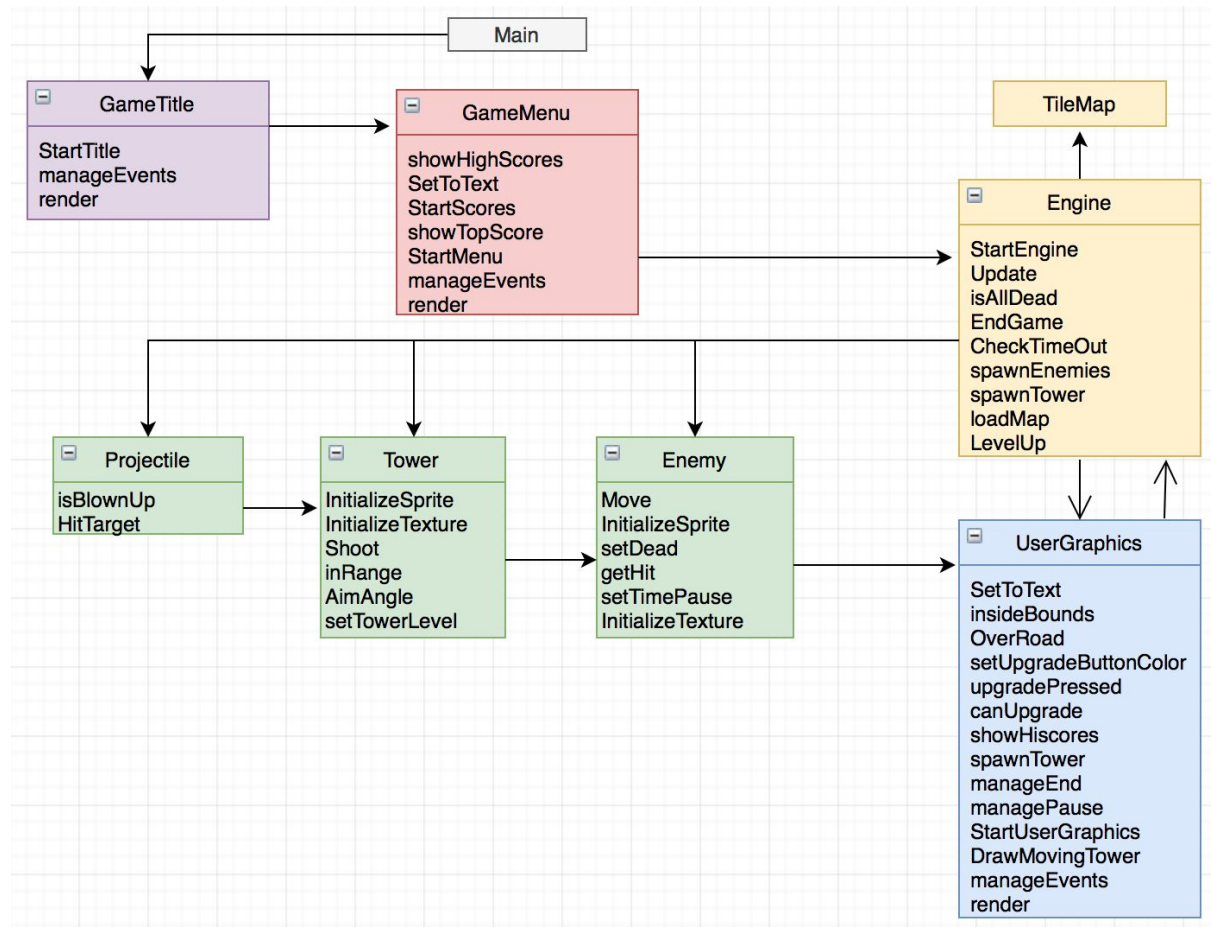 Main
GameTitle
StartTitle
manageEvents
render
GameMenu
showHighScores
SetToText
StartScores
showTopScore
StartMenu
manageEvents
render
TileMap
Engine
StartEngine
Update
isAllDead
EndGame
CheckTimeOut
spawnEnemies
spawnTower
loadMap
LevelUp
Projectile
isBlownUp
HitTarget
Tower
InitializeSprite
InitializeTexture
Shoot
inRange
AimAngle
setTowerLevel
Enemy
Move
InitializeSprite
setDead
getHit
setTimePause
InitializeTexture
UserGraphics
SetToText
insideBounds
OverRoad
setUpgradeButtonColor
upgradePressed
canUpgrade
showHiscores
spawnTower
manageEnd
managePause
StartUserGraphics
DrawMovingTower
manageEvents
render